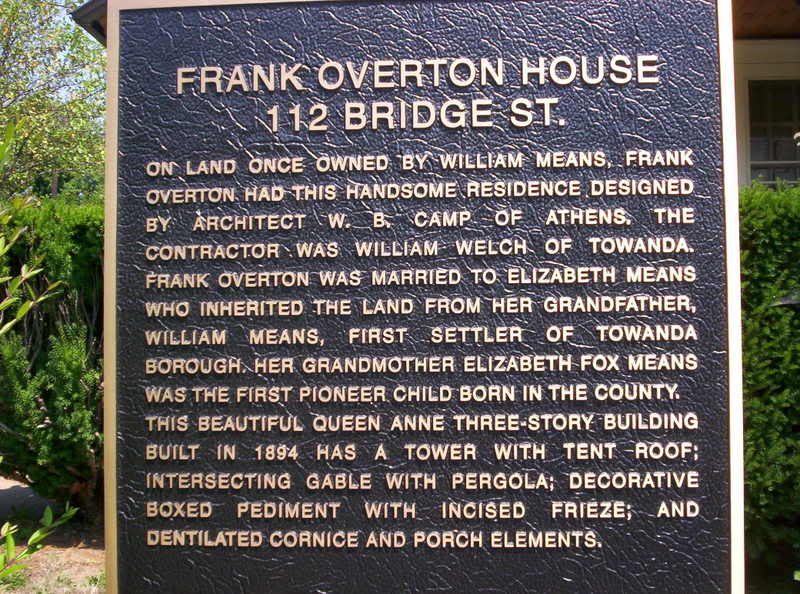 FRANK OVERTON HOUSE
112 BRIDGE ST.
ON LAND ONCE OWNED BY WILLIAM MEANS, FRANK
OVERTON HAD THIS HANDSOME RESIDENCE DESIGNED
BY ARCHITECT W. B. CAMP OF ATHENS. THE
CONTRACTOR WAS WILLIAM WELCH OF TOWANDA.
FRANK OVERTON WAS MARRIED TO ELIZABETH MEANS
WHO INHERITED THE LAND FROM HER GRANDFATHER,
WILLIAM MEANS, FIRST SETTLER OF TOWANDA
BOROUGH. HER GRANDMOTHER ELIZABETH FOX MEANS
WAS THE FIRST PIONEER CHILD BORN IN THE COUNTY.
THIS BEAUTIFUL QUEEN ANNE THREE-STORY BUILDING
BUILT IN 1894 HAS A TOWER WITH TENT ROOF;
INTERSECTING GABLE WITH PERGOLA; DECORATIVE
BOXED PEDIMENT WITH INCISED FRIEZE; AND
DENTILATED CORNICE AND PORCH ELEMENTS.